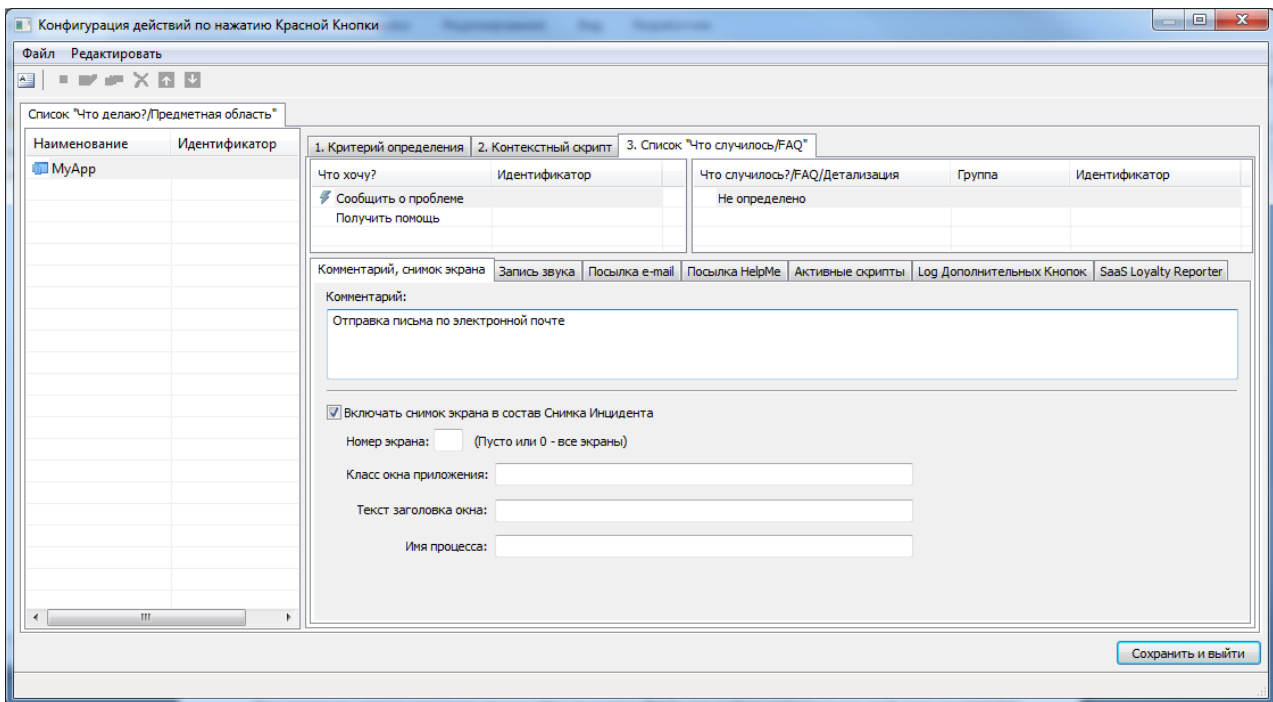 Конфигурация действий по нажатию Красной Кнопки
Файл Редактировать
Список "Что делаю?/Предметная область"
Наименование Идентификатор
MyApp
1. Критерий определения 2. Контекстный скрипт 3. Список "Что случилось/FAQ"
Что хочу? Идентификатор Что случилось?/FAQ/Детализация Группа Идентификатор
Сообщить о проблеме Не определено
Получить помощь
Комментарий, снимок экрана Запись звука Посылка e-mail Посылка HelpMe Активные скрипты Log Дополнительных Кнопок SaaS Loyalty Reporter
Комментарий:
Отправка письма по электронной почте
Включать снимок экрана в состав Снимка Инцидента
Номер экрана: (Пусто или 0 - все экраны)
Класс окна приложения:
Текст заголовка окна:
Имя процесса:
Сохранить и выйти